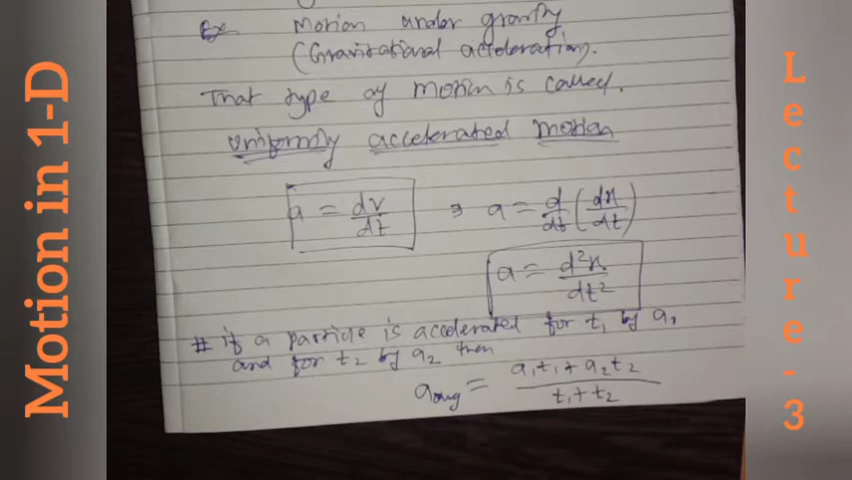 Motion in 1-D
Ex Motion under gravity
(Gravitational acceleration).
That type of motion is called.
uniformly accelerated motion
a = dv/dt ⇒ a = d/dt (dx/dt)
a = d²x/dt²
# if a particle is accelerated for t₁ by a₁
and for t₂ by a₂ then
aavg = a₁t₁ + a₂t₂ / t₁ + t₂
Lecture-3